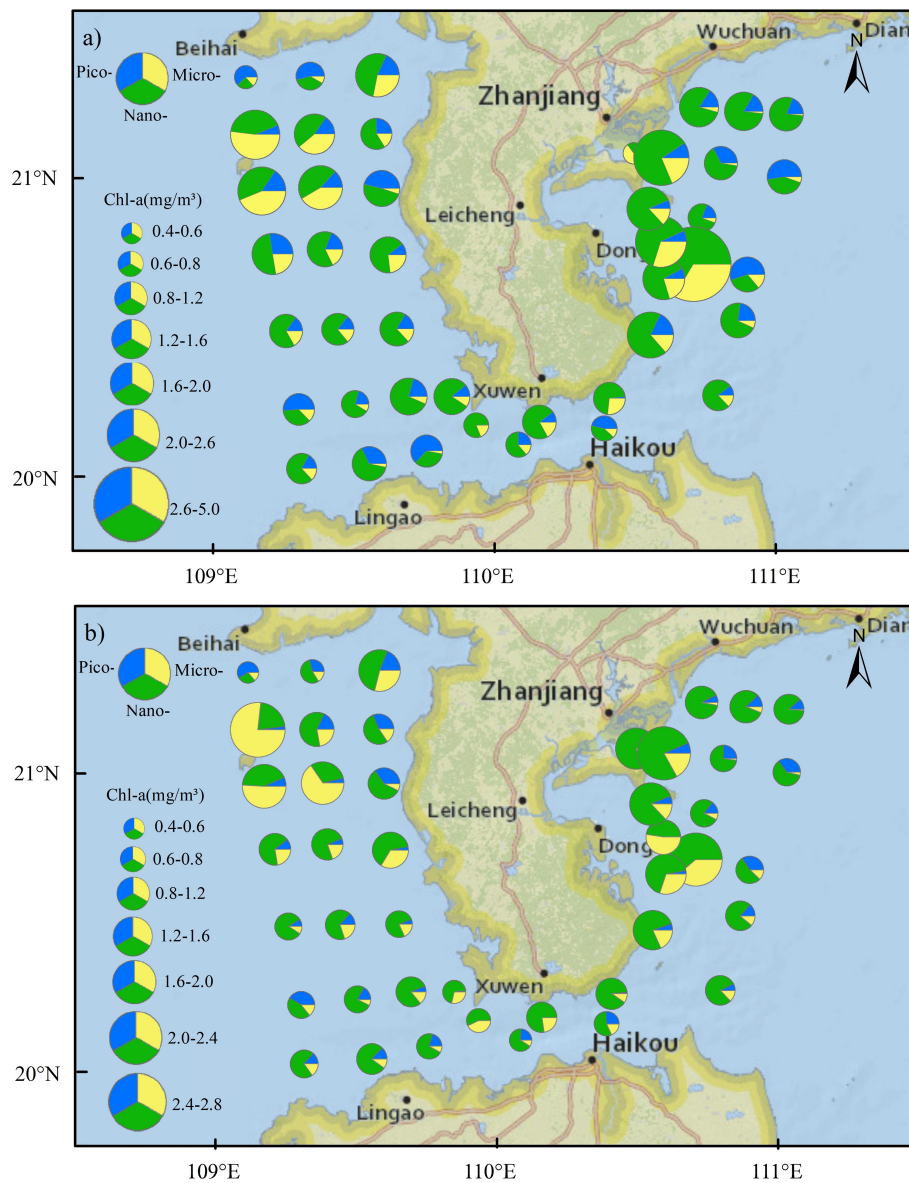 a)
Beihai
Wuchuan
Dian
N
Pico-
Micro-
Nano-
Zhanjiang
21°N
Chl-a(mg/m³)
0.4-0.6
0.6-0.8
0.8-1.2
1.2-1.6
1.6-2.0
2.0-2.6
2.6-5.0
Leicheng
Dong
Xuwen
20°N
Haikou
Lingao
109°E
110°E
111°E
b)
Beihai
Wuchuan
Dian
N
Pico-
Micro-
Nano-
Zhanjiang
21°N
Chl-a(mg/m³)
0.4-0.6
0.6-0.8
0.8-1.2
1.2-1.6
1.6-2.0
2.0-2.4
2.4-2.8
Leicheng
Dong
Xuwen
20°N
Haikou
Lingao
109°E
110°E
111°E